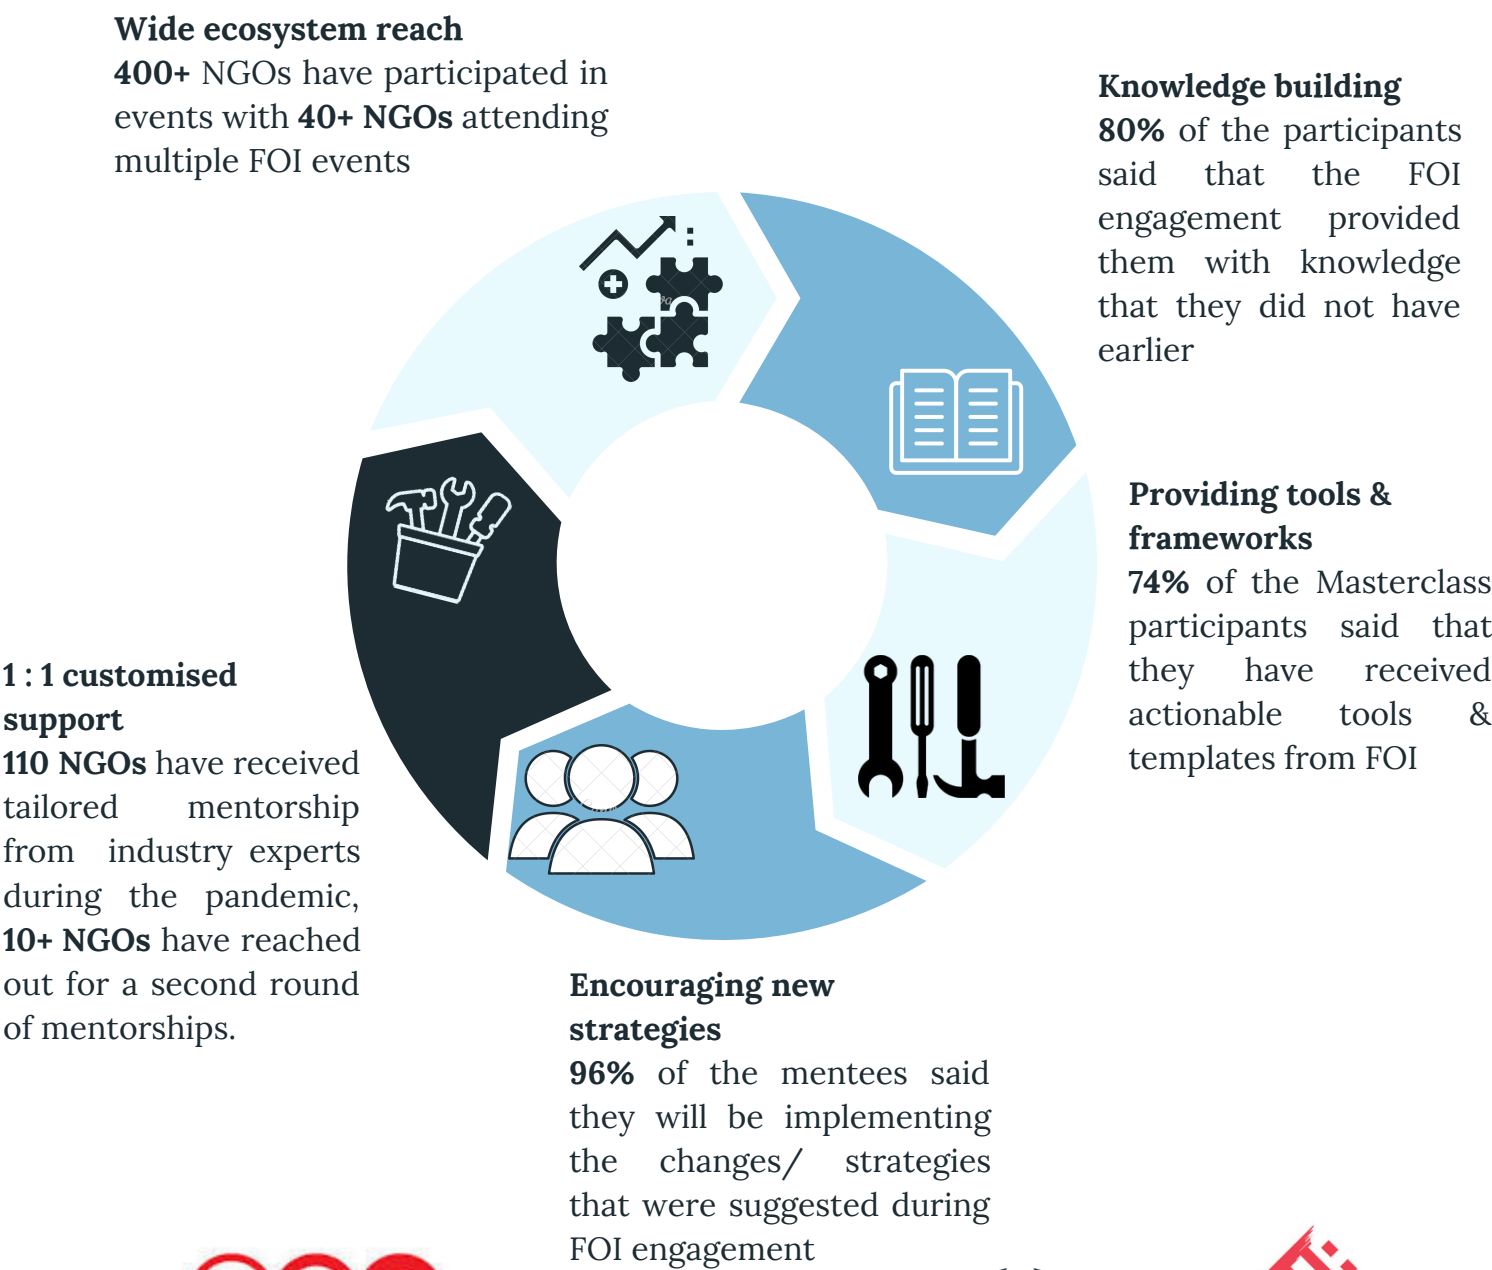 Wide ecosystem reach
400+ NGOs have participated in
events with 40+ NGOs attending
multiple FOI events
Knowledge building
80% of the participants
said that the FOI
engagement provided
them with knowledge
that they did not have
earlier
Providing tools &
frameworks
74% of the Masterclass
participants said that
they have received
actionable tools &
templates from FOI
1 : 1 customised
support
110 NGOs have received
tailored mentorship
from industry experts
during the pandemic,
10+ NGOs have reached
out for a second round
of mentorships.
Encouraging new
strategies
96% of the mentees said
they will be implementing
the changes/ strategies
that were suggested during
FOI engagement